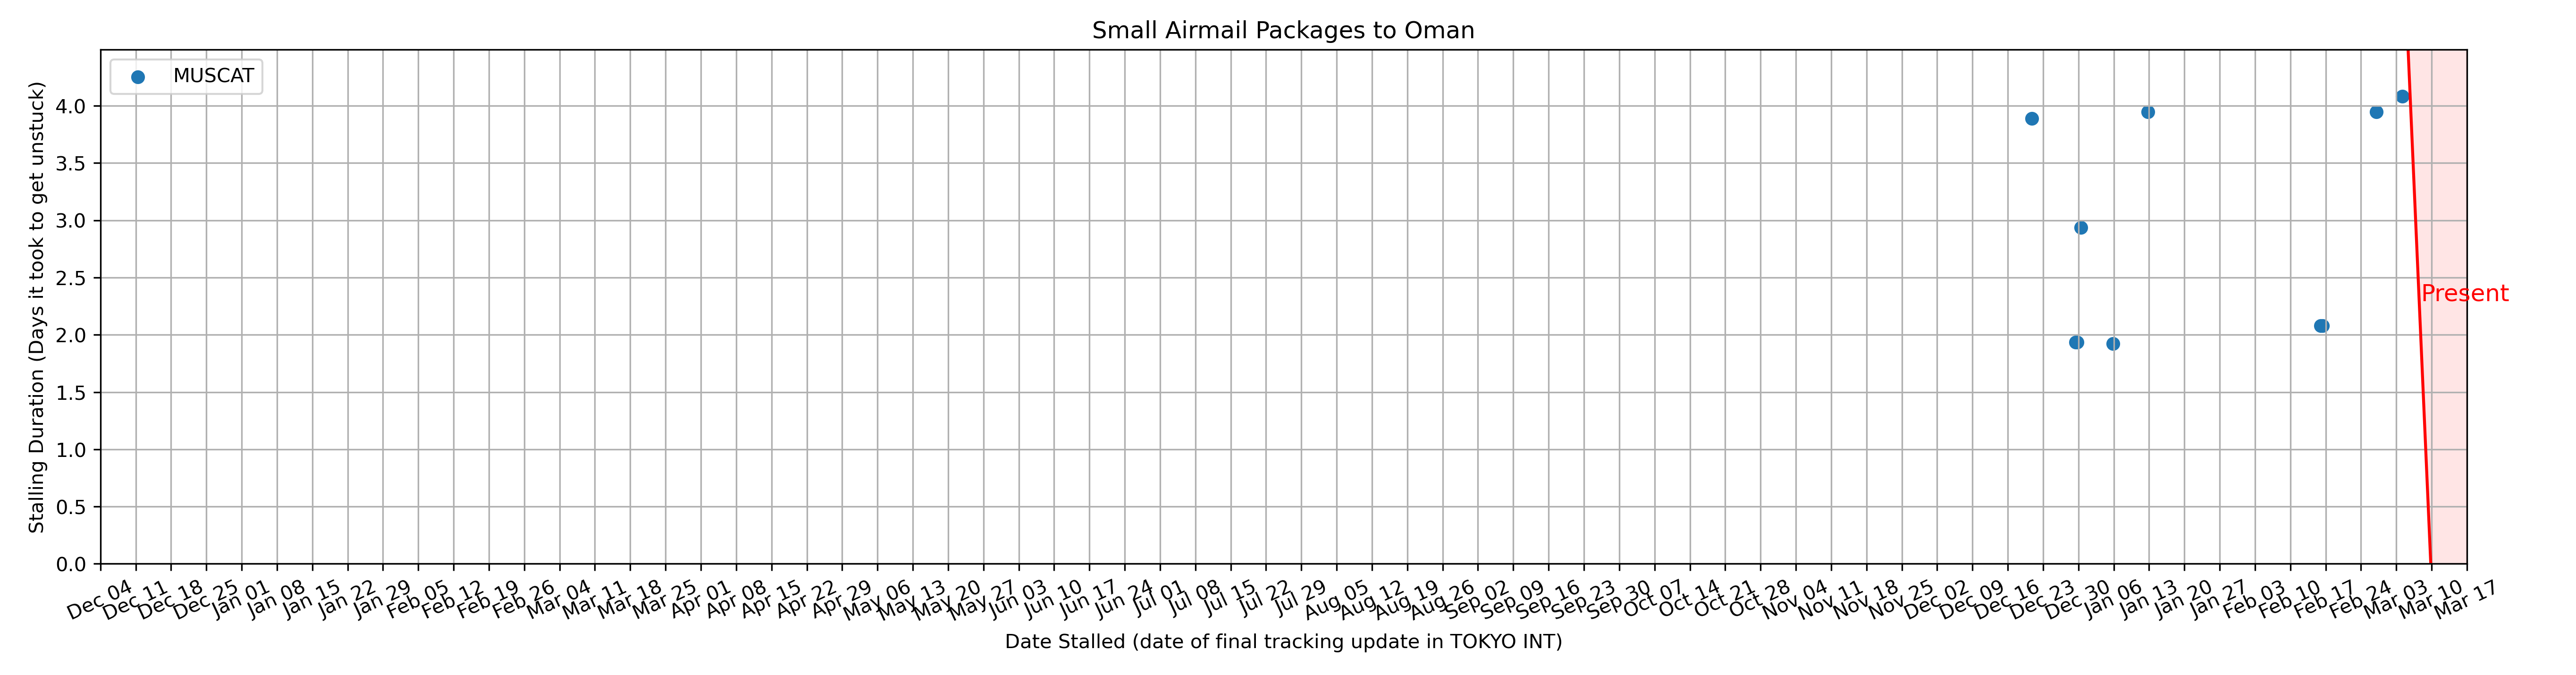 Small Airmail Packages to Oman
MUSCAT
Stalling Duration (Days it took to get unstuck)
4.0
3.5
3.0
2.5
2.0
1.5
1.0
0.5
0.0
Present
Dec 04 Dec 11 Dec 18 Dec 25 Jan 01 Jan 08 Jan 15 Jan 22 Jan 29 Feb 05 Feb 12 Feb 19 Feb 26 Mar 04 Mar 11 Mar 18 Mar 25 Apr 01 Apr 08 Apr 15 Apr 22 Apr 29 May 06 May 13 May 20 May 27 Jun 03 Jun 10 Jun 17 Jun 24 Jul 01 Jul 08 Jul 15 Jul 22 Jul 29 Aug 05 Aug 12 Aug 19 Aug 26 Sep 02 Sep 09 Sep 16 Sep 23 Sep 30 Oct 07 Oct 14 Oct 21 Oct 28 Nov 04 Nov 11 Nov 18 Nov 25 Dec 02 Dec 09 Dec 16 Dec 23 Dec 30 Jan 06 Jan 13 Jan 20 Jan 27 Feb 03 Feb 10 Feb 17 Feb 24 Mar 03 Mar 10 Mar 17
Date Stalled (date of final tracking update in TOKYO INT)